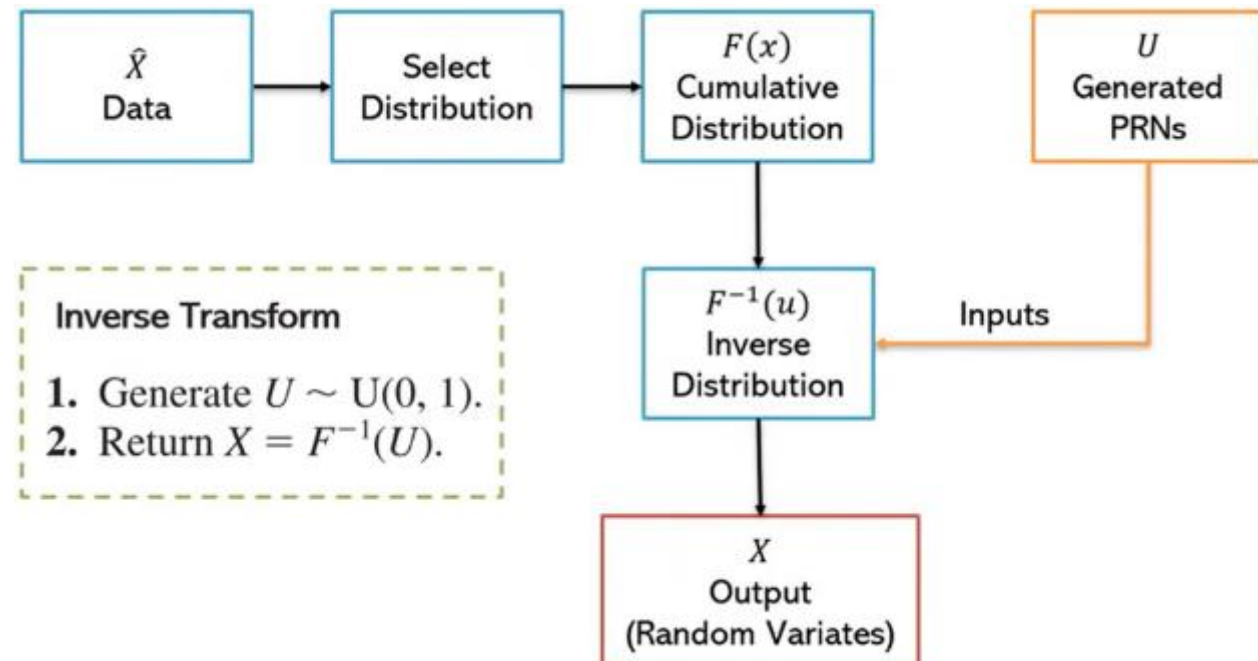 X̂
Data
Select
Distribution
F(x)
Cumulative
Distribution
U
Generated
PRNs
Inverse Transform
1. Generate U ~ U(0, 1).
2. Return X = F⁻¹(U).
F⁻¹(u)
Inverse
Distribution
Inputs
X
Output
(Random Variates)